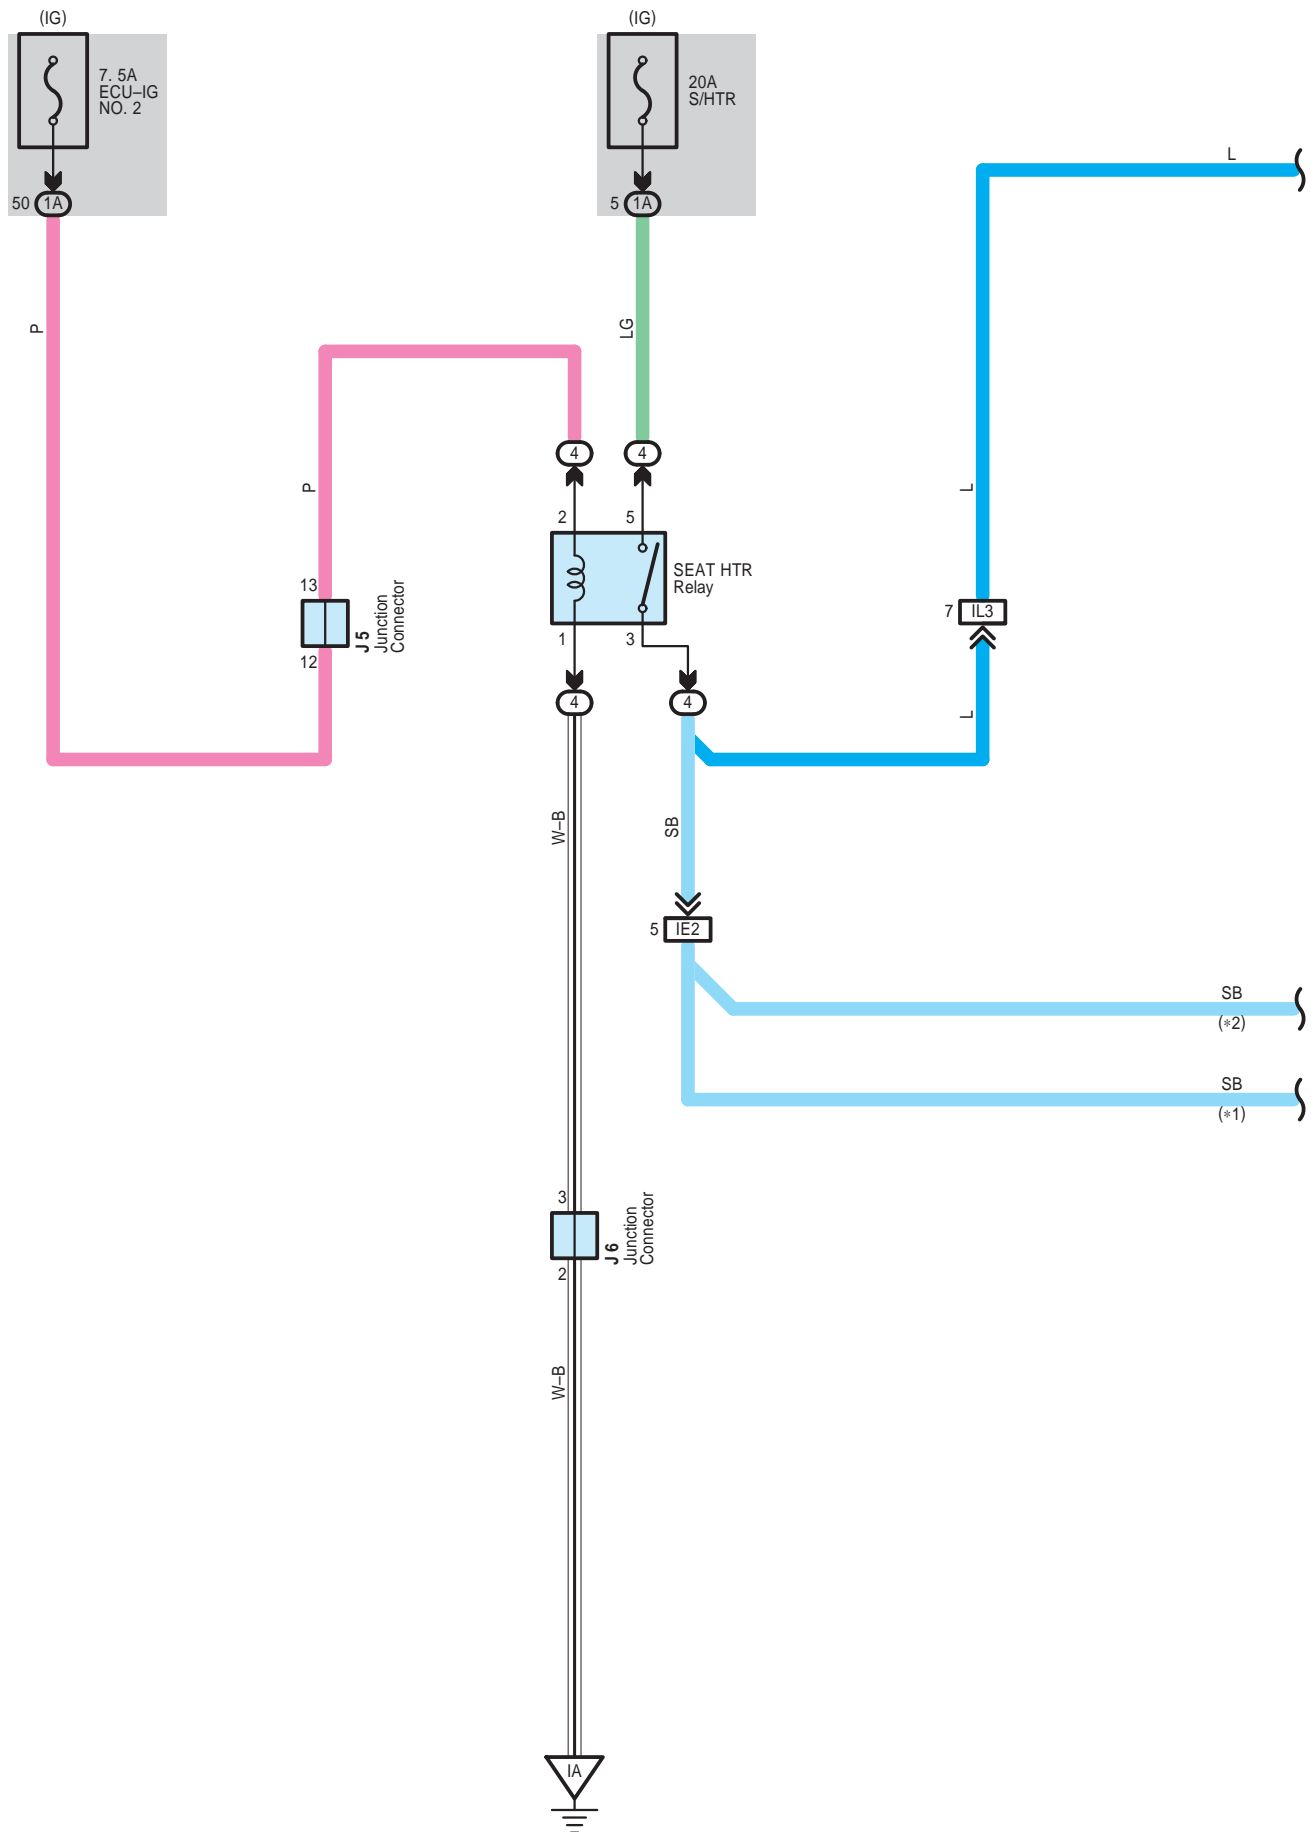 (IG)
(IG)
7. 5A
ECU–IG
NO. 2
20A
S/HTR
L
50
1A
5
1A
P
LG
4
4
P
L
2
5
SEAT HTR
Relay
13
J 5
Junction
Connector
12
7
IL3
1
3
4
4
L
W–B
SB
5
IE2
SB
(∗2)
SB
(∗1)
3
J 6
Junction
Connector
2
W–B
IA